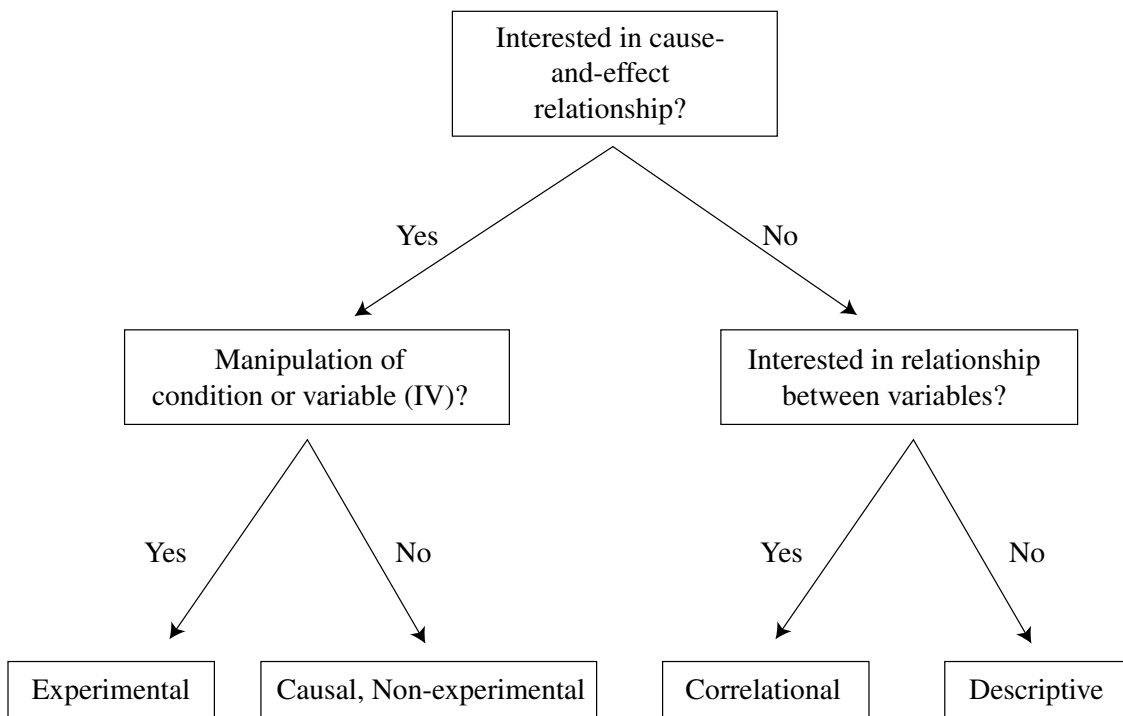 Interested in cause-
and-effect
relationship?
Yes
No
Manipulation of
condition or variable (IV)?
Interested in relationship
between variables?
Yes
No
Yes
No
Experimental
Causal, Non-experimental
Correlational
Descriptive